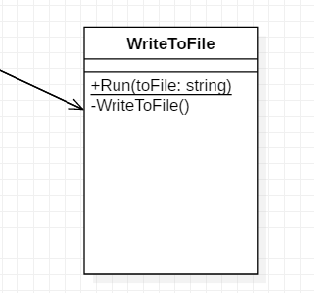 WriteToFile
+Run(toFile: string)
-WriteToFile()